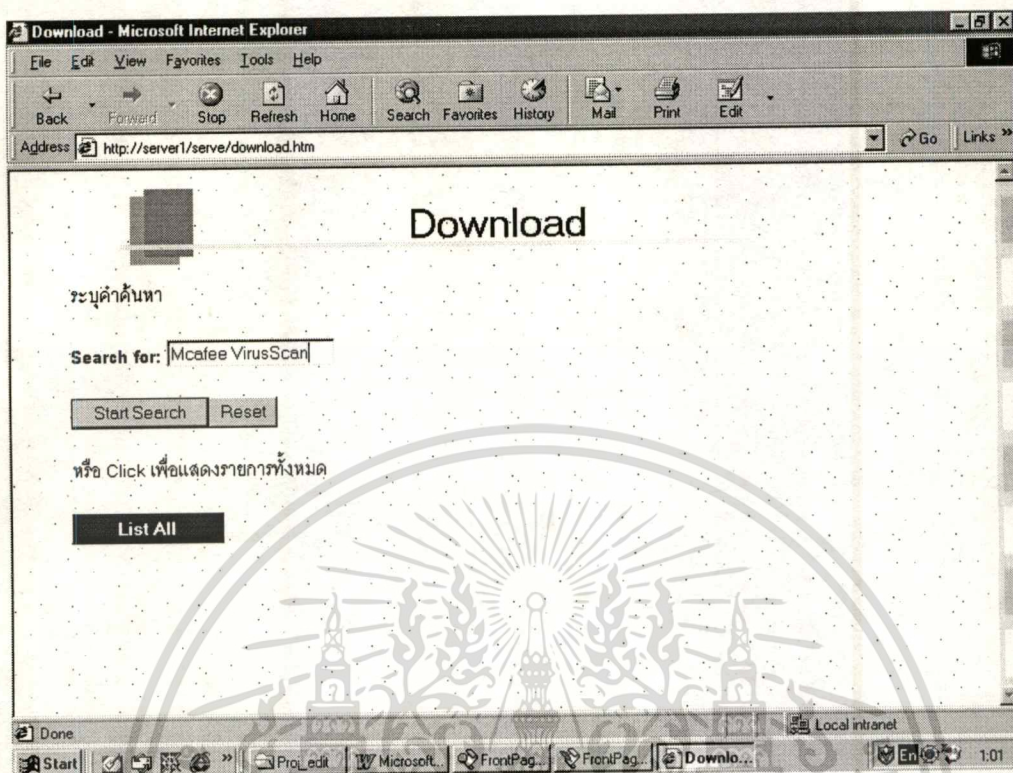 Download - Microsoft Internet Explorer
File Edit View Favorites Tools Help
Back Forward Stop Refresh Home Search Favorites History Mail Print Edit
Address http://server1/serve/download.htm Go Links »
Download
ระบุคำค้นหา
Search for: Mcafee VirusScan
Start Search Reset
หรือ Click เพื่อแสดงรายการทั้งหมด
List All
Done Local intranet
Start » Proj_edit Microsoft... FrontPag... FrontPag... Downlo... En 1:01